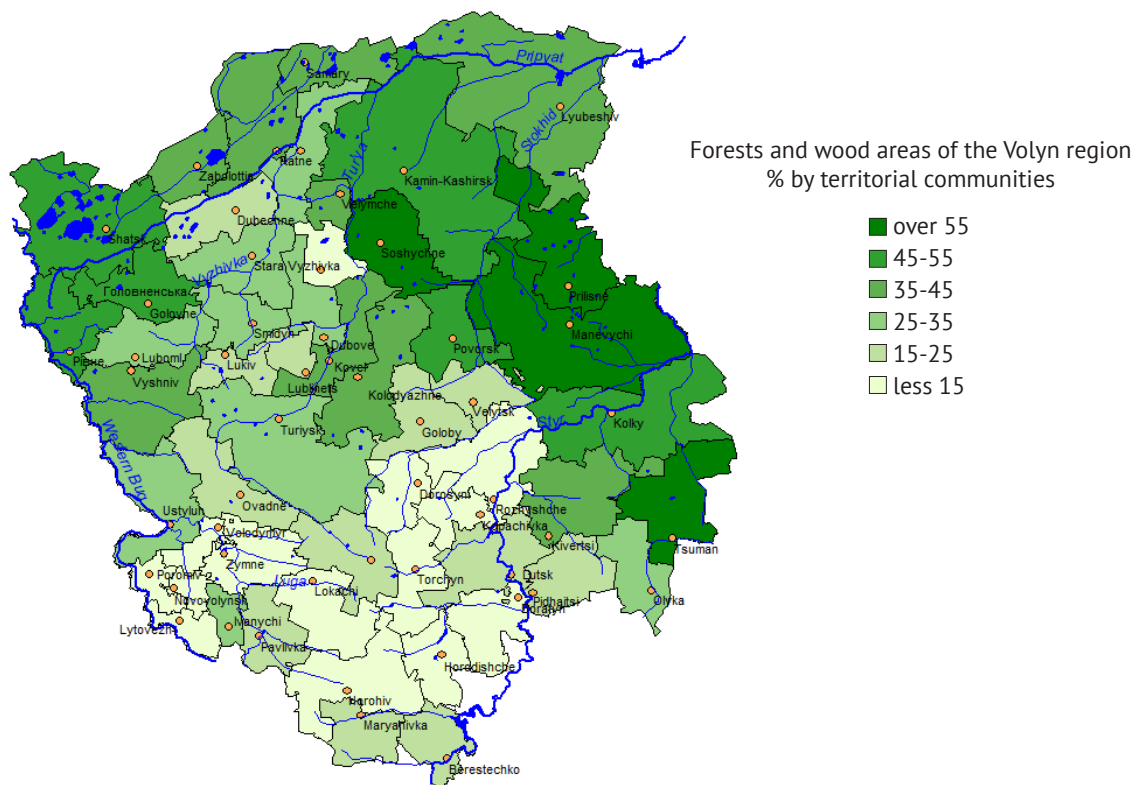 Pripyat
Samary
Lyubeshiv
Stokhid
Ratne
Turiya
Zabolottia
Kamin-Kashirsk
Velymche
Dubechne
Shatsk
Soshychne
Vyzhivka
Stara Vyzhivka
Головненська
Golovne
Prilisne
Manevychi
Smidyn
Dubove
Povorsk
Luboml
Lukiv
Kovel
Vyshniv
Lublinets
Kolodyazhne
Velytsk
Styr
Kolky
Turiysk
Goloby
Western Bug
Dorosyni
Ovadne
Rozhyshche
Ustyluh
Kopachivka
Volodymyr
Kivertsi
Tsuman
Zymne
Poromiv
Luga
Lokachi
Torchyn
Lutsk
Novovolynsk
Pidhaitsi
Boratyn
Olyka
Lytovezh
Ivanychi
Pavlivka
Horodishche
Horohiv
Maryanivka
Berestechko
Forests and wood areas of the Volyn region
% by territorial communities
over 55
45-55
35-45
25-35
15-25
less 15